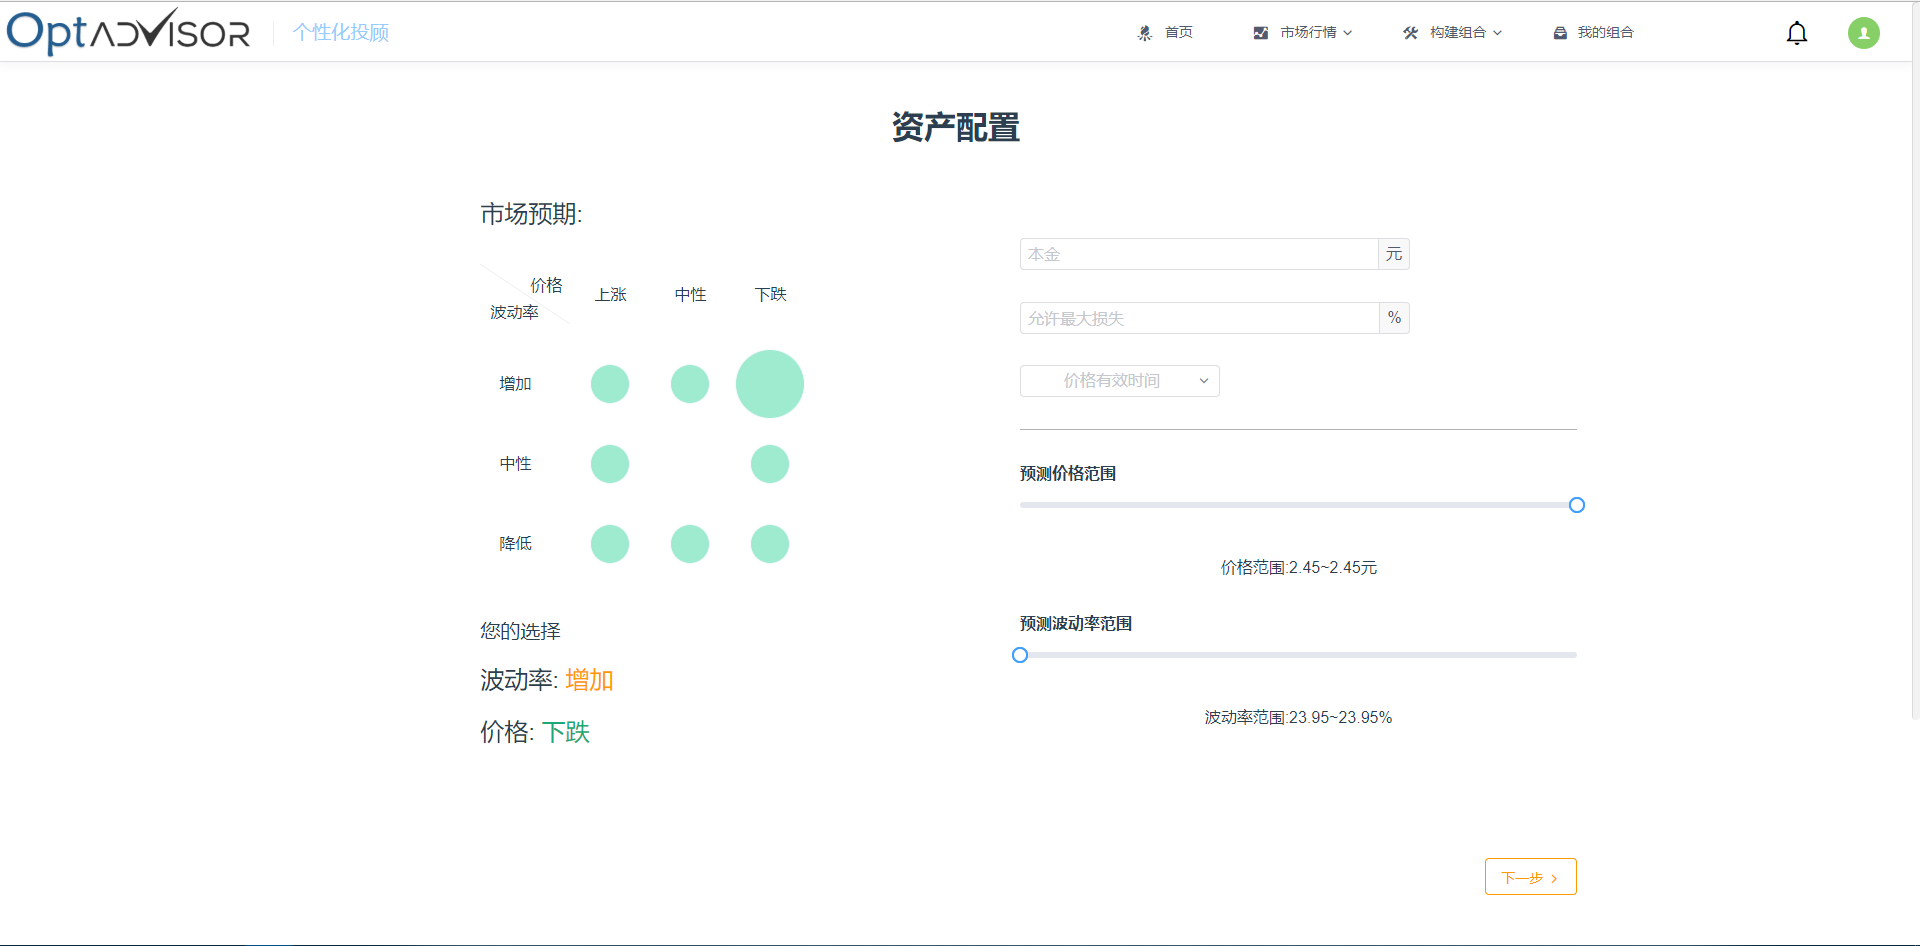 OptADVISOR 个性化投顾 首页 市场行情 构建组合 我的组合
资产配置
市场预期:
价格
波动率
上涨 中性 下跌
增加
中性
降低
您的选择
波动率: 增加
价格: 下跌
本金 元
允许最大损失 %
价格有效时间
预测价格范围
价格范围:2.45~2.45元
预测波动率范围
波动率范围:23.95~23.95%
下一步